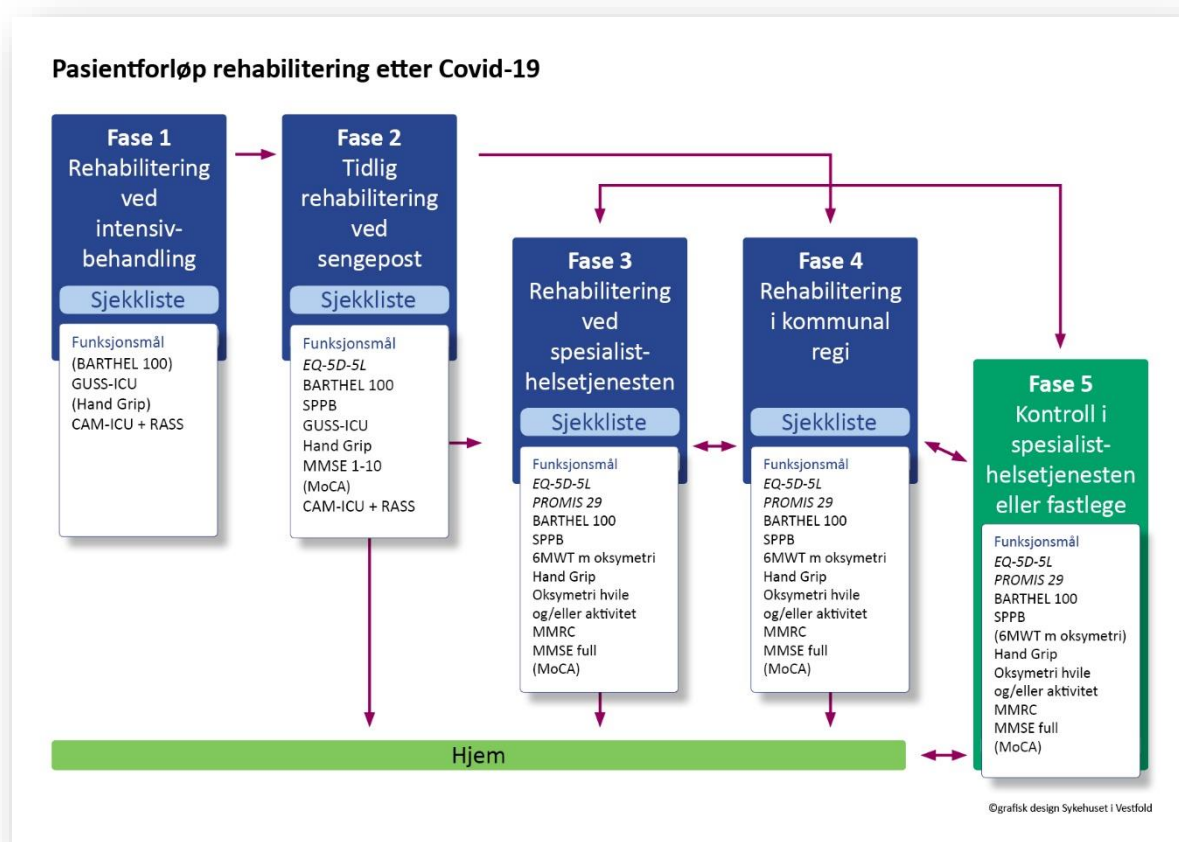 Pasientforløp rehabilitering etter Covid-19
Fase 1
Rehabilitering
ved
intensiv-
behandling
Sjekkliste
Funksjonsmål
(BARTHEL 100)
GUSS-ICU
(Hand Grip)
CAM-ICU + RASS
Fase 2
Tidlig
rehabilitering
ved
sengepost
Sjekkliste
Funksjonsmål
EQ-5D-5L
BARTHEL 100
SPPB
GUSS-ICU
Hand Grip
MMSE 1-10
(MoCA)
CAM-ICU + RASS
Fase 3
Rehabilitering
ved
spesialist-
helsetjenesten
Sjekkliste
Funksjonsmål
EQ-5D-5L
PROMIS 29
BARTHEL 100
SPPB
6MWT m oksymetri
Hand Grip
Oksymetri hvile
og/eller aktivitet
MMRC
MMSE full
(MoCA)
Fase 4
Rehabilitering
i kommunal
regi
Sjekkliste
Funksjonsmål
EQ-5D-5L
PROMIS 29
BARTHEL 100
SPPB
6MWT m oksymetri
Hand Grip
Oksymetri hvile
og/eller aktivitet
MMRC
MMSE full
(MoCA)
Fase 5
Kontroll i
spesialist-
helsetjenesten
eller fastlege
Funksjonsmål
EQ-5D-5L
PROMIS 29
BARTHEL 100
SPPB
(6MWT m oksymetri)
Hand Grip
Oksymetri hvile
og/eller aktivitet
MMRC
MMSE full
(MoCA)
Hjem
©grafisk design Sykehuset i Vestfold